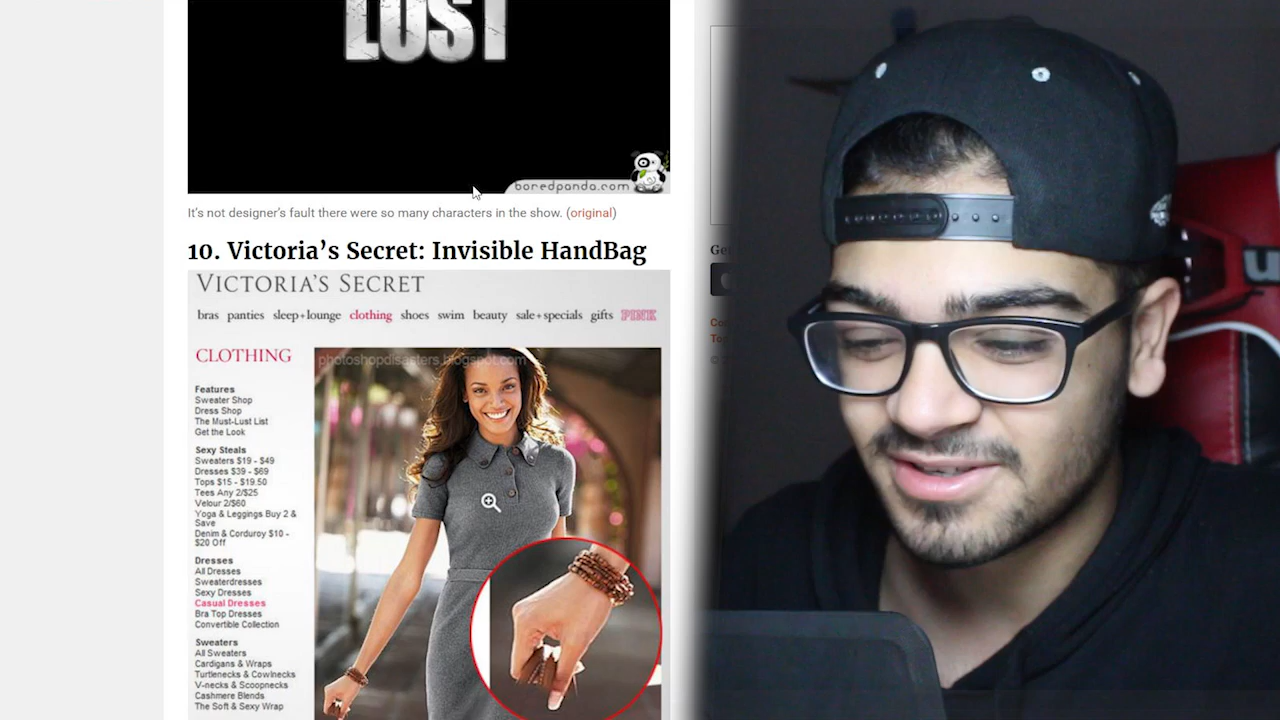 LOST
boredpanda.com
It's not designer's fault there were so many characters in the show. (original)
10. Victoria's Secret: Invisible HandBag
VICTORIA'S SECRET
bras panties sleep+lounge clothing shoes swim beauty sale+specials gifts PINK
CLOTHING
photoshopdisasters.blogspot.com
Features
Sweater Shop
Dress Shop
The Must-Lust List
Get the Look
Sexy Steals
Sweaters $19 - $49
Dresses $39 - $69
Tops $15 - $19.50
Tees Any 2/$25
Velour 2/$60
Yoga & Leggings Buy 2 &
Save
Denim & Corduroy $10 -
$20 Off
Dresses
All Dresses
Sweaterdresses
Sexy Dresses
Casual Dresses
Bra Top Dresses
Convertible Collection
Sweaters
All Sweaters
Cardigans & Wraps
Turtlenecks & Cowlnecks
V-necks & Scoopnecks
Cashmere Blends
The Soft & Sexy Wrap